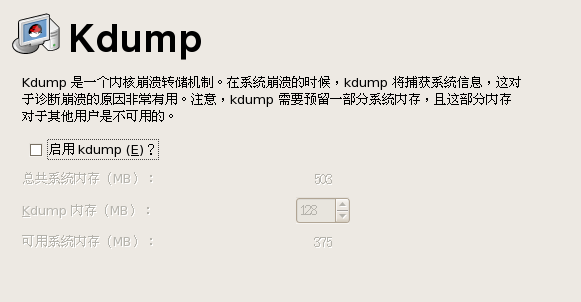 Kdump
Kdump 是一个内核崩溃转储机制。在系统崩溃的时候，kdump 将捕获系统信息，这对
于诊断崩溃的原因非常有用。注意，kdump 需要预留一部分系统内存，且这部分内存
对于其他用户是不可用的。
启用 kdump (E)？
总共系统内存（MB）： 503
Kdump 内存（MB）： 128
可用系统内存（MB）： 375